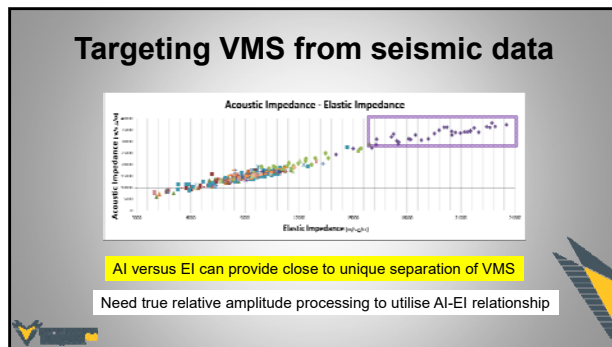 Targeting VMS from seismic data
Acoustic Impedance - Elastic Impedance
Acoustic Impedance
Elastic Impedance
AI versus EI can provide close to unique separation of VMS
Need true relative amplitude processing to utilise AI-EI relationship